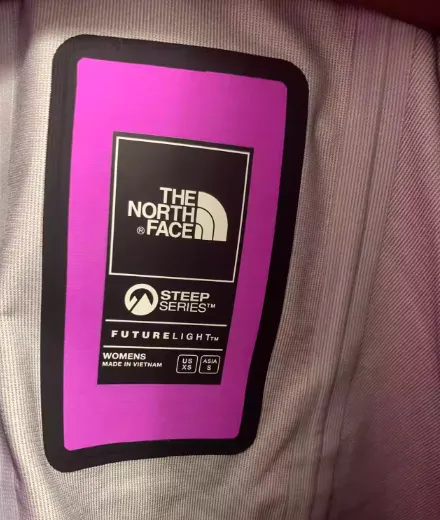 THE
NORTH
® FACE
STEEP
SERIES™
FUTURELIGHT™
WOMENS
MADE IN VIETNAM
US
XS
ASIA
S